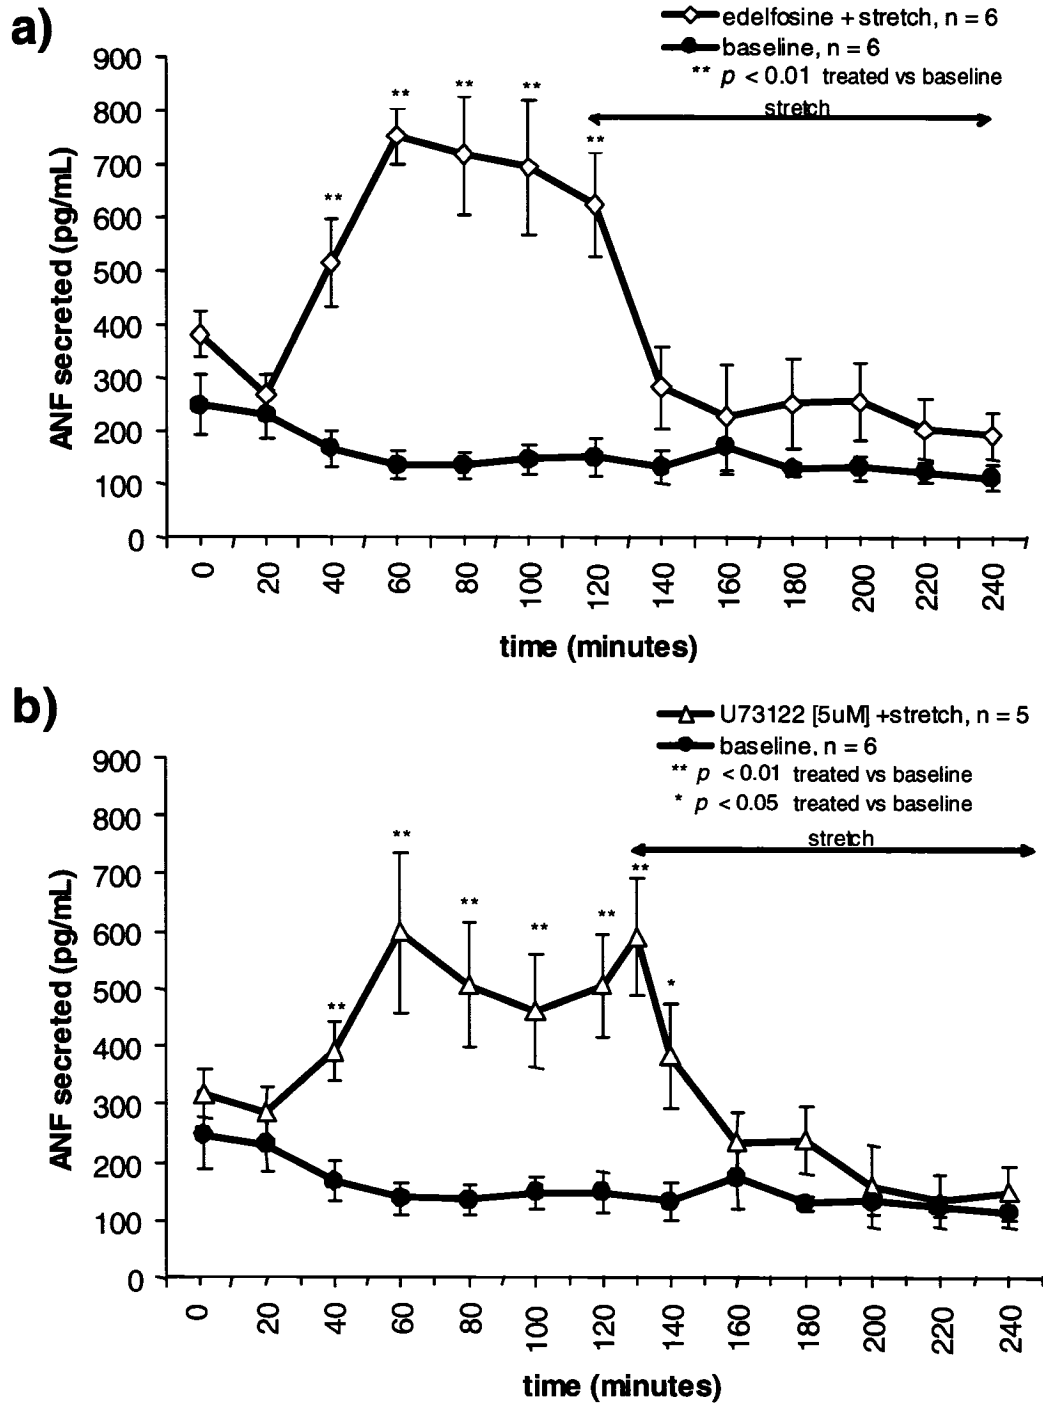 a)
edelfosine + stretch, n = 6
baseline, n = 6
** p < 0.01 treated vs baseline
stretch
900
800
700
600
500
400
300
200
100
0
ANF secreted (pg/mL)
** ** ** ** **
0 20 40 60 80 100 120 140 160 180 200 220 240
time (minutes)
b)
U73122 [5uM] +stretch, n = 5
baseline, n = 6
** p < 0.01 treated vs baseline
* p < 0.05 treated vs baseline
stretch
900
800
700
600
500
400
300
200
100
0
ANF secreted (pg/mL)
** ** ** ** ** ** *
0 20 40 60 80 100 120 140 160 180 200 220 240
time (minutes)